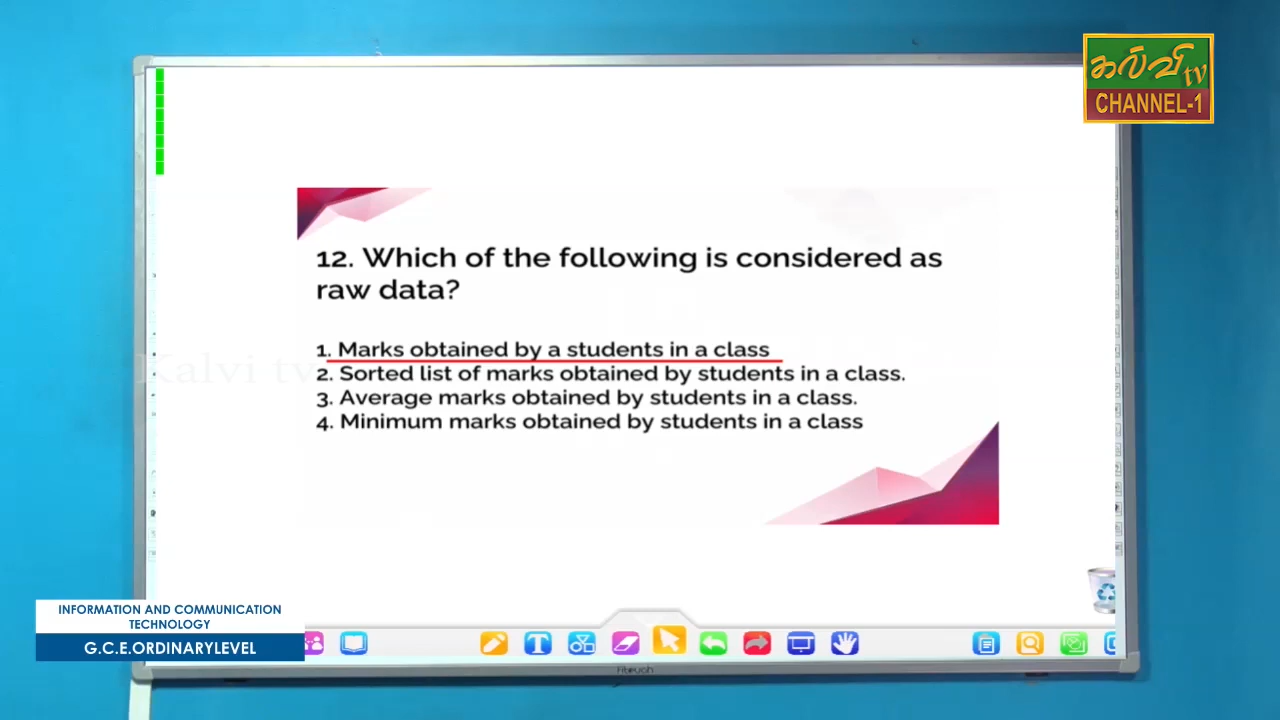 கல்வி tv
CHANNEL-1
12. Which of the following is considered as
raw data?
1. Marks obtained by a students in a class
2. Sorted list of marks obtained by students in a class.
3. Average marks obtained by students in a class.
4. Minimum marks obtained by students in a class
Kalvi tv
INFORMATION AND COMMUNICATION
TECHNOLOGY
G.C.E.ORDINARYLEVEL